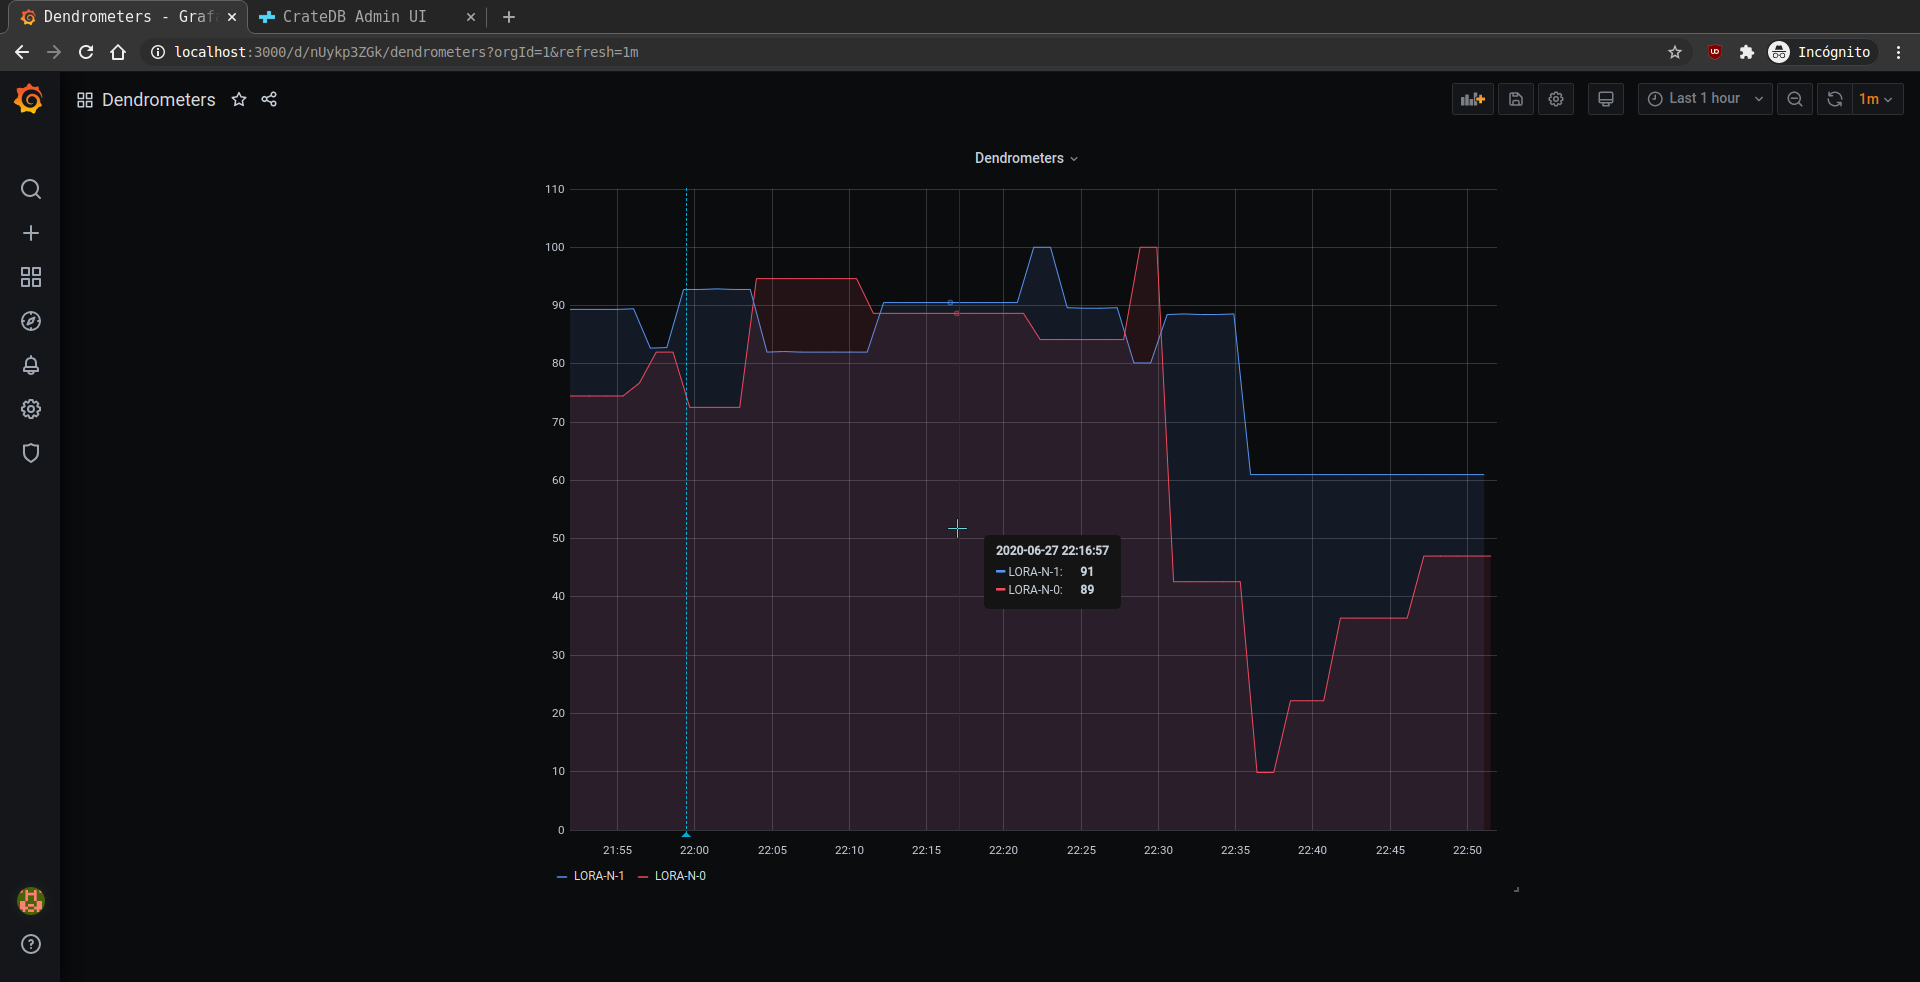 Dendrometers - Graf
CrateDB Admin UI
localhost:3000/d/nUykp3ZGk/dendrometers?orgId=1&refresh=1m
Incógnito
Dendrometers
Last 1 hour
1m
Dendrometers
110
100
90
80
70
60
50
40
30
20
10
0
2020-06-27 22:16:57
LORA-N-1: 91
LORA-N-0: 89
21:55 22:00 22:05 22:10 22:15 22:20 22:25 22:30 22:35 22:40 22:45 22:50
LORA-N-1 LORA-N-0